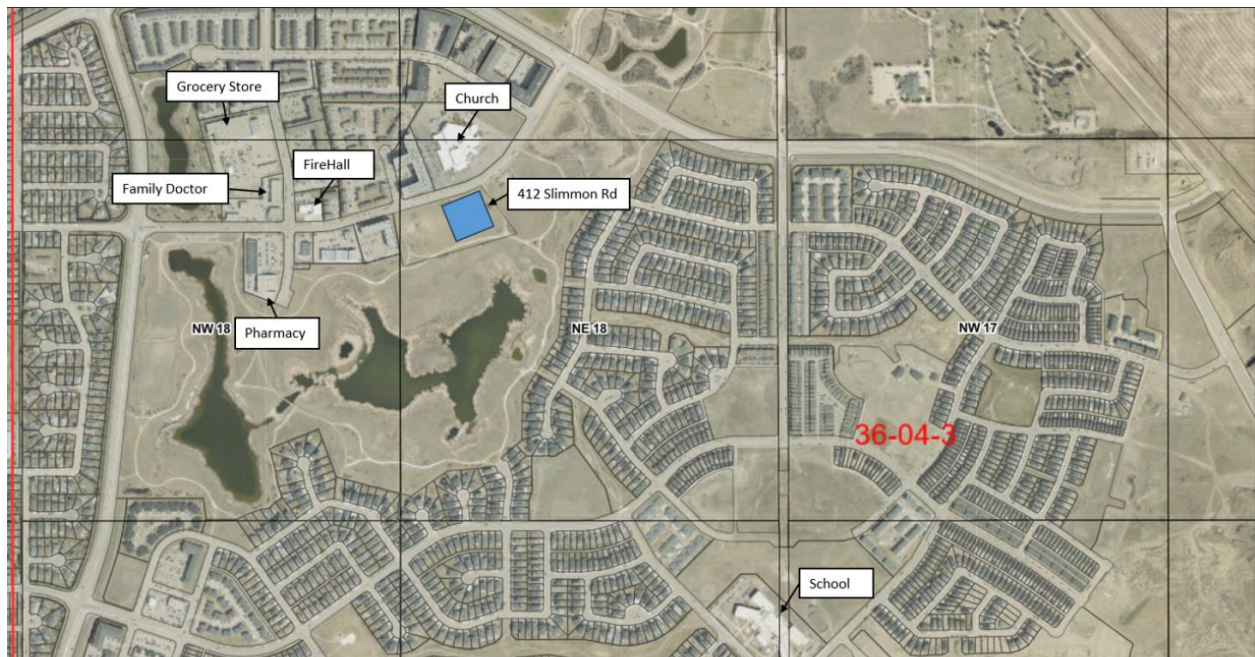 Grocery Store
Church
FireHall
Family Doctor
412 Slimmon Rd
NW 18
Pharmacy
NE 18
NW 17
36-04-3
School